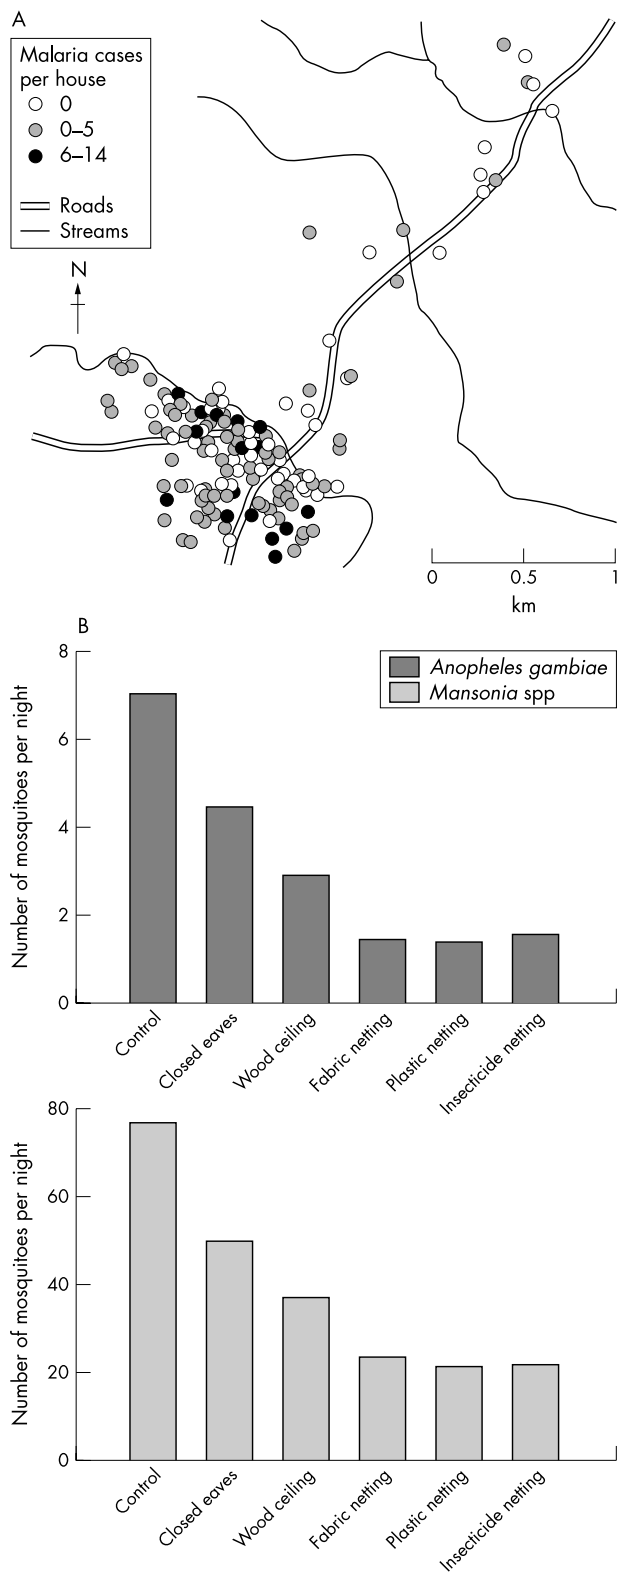 A
Malaria cases
per house
0
0–5
6–14
Roads
Streams
N
0
0.5
1
km
B
Number of mosquitoes per night
8
6
4
2
0
Anopheles gambiae
Mansonia spp
Control
Closed eaves
Wood ceiling
Fabric netting
Plastic netting
Insecticide netting
Number of mosquitoes per night
80
60
40
20
0
Control
Closed eaves
Wood ceiling
Fabric netting
Plastic netting
Insecticide netting